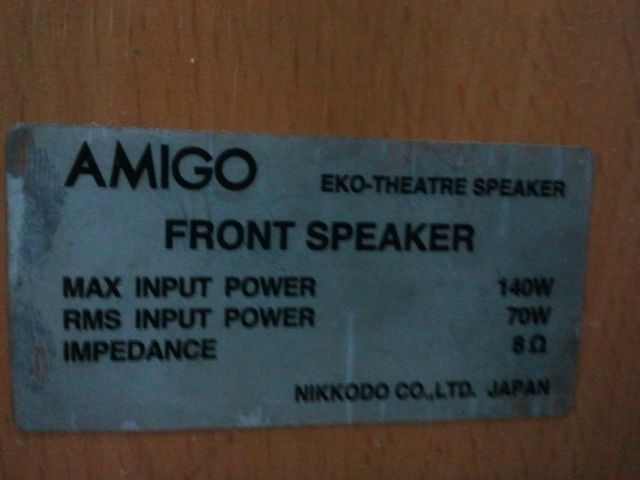 AMIGO EKO-THEATRE SPEAKER
FRONT SPEAKER
MAX INPUT POWER 140W
RMS INPUT POWER 70W
IMPEDANCE 8 Ω
NIKKODO CO.,LTD. JAPAN